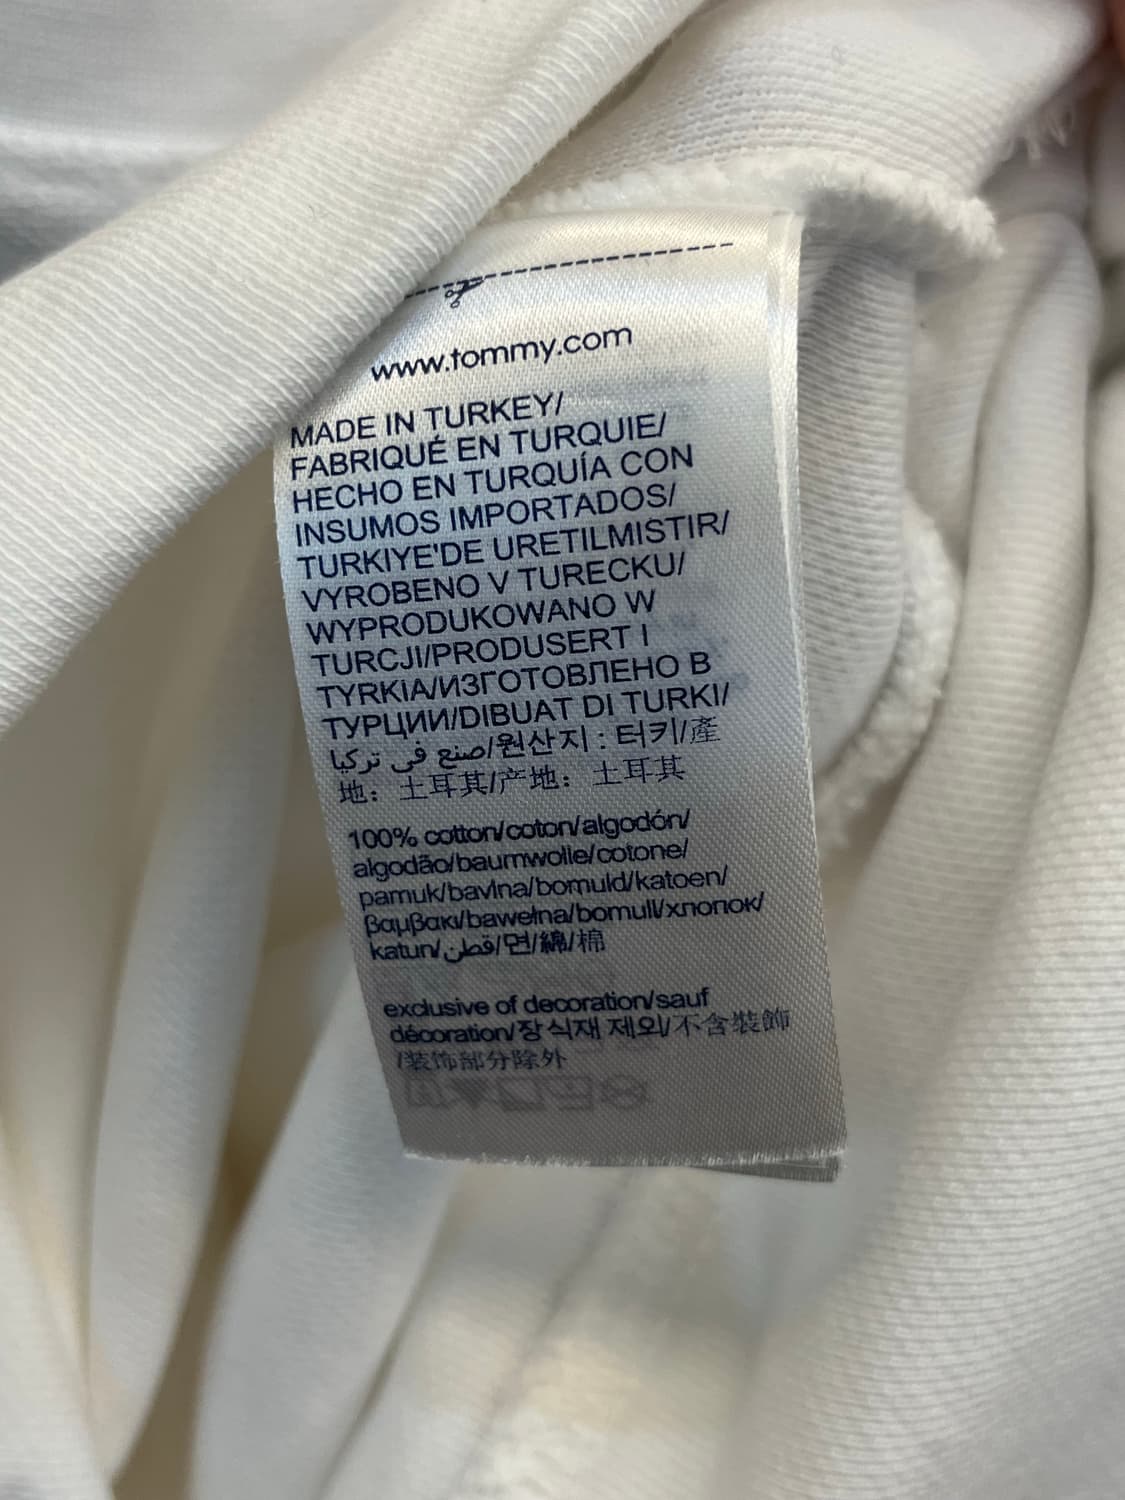 www.tommy.com
MADE IN TURKEY/
FABRIQUÉ EN TURQUIE/
HECHO EN TURQUÍA CON
INSUMOS IMPORTADOS/
TURKIYE'DE URETILMISTIR/
VYROBENO V TURECKU/
WYPRODUKOWANO W
TURCJI/PRODUSERT I
TYRKIA/ИЗГОТОВЛЕНО В
ТУРЦИИ/DIBUAT DI TURKI/
صنع في تركيا/원산지 : 터키/產
地：土耳其/产地：土耳其
100% cotton/coton/algodón/
algodão/baumwolle/cotone/
pamuk/bavlna/bomuld/katoen/
βαμβακι/bawełna/bomull/хлопок/
katun/قطن/면/綿/棉
exclusive of decoration/sauf
décoration/장식재 제외/不含裝飾
/装饰部分除外